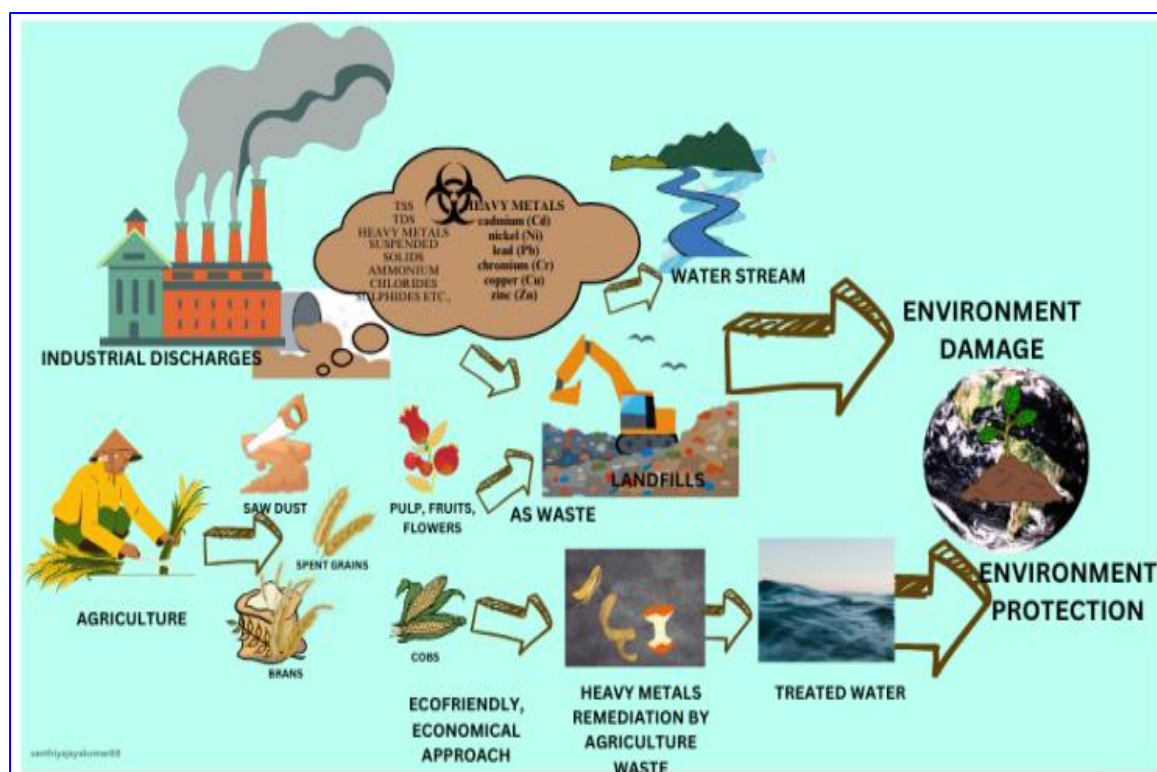 TSS
TDS
HEAVY METALS
SUSPENDED
SOLIDS
AMMONIUM
CHLORIDES
SULPHIDES ETC.,
HEAVY METALS
cadmium (Cd)
nickel (Ni)
lead (Pb)
chromium (Cr)
copper (Cu)
zinc (Zn)
WATER STREAM
INDUSTRIAL DISCHARGES
ENVIRONMENT
DAMAGE
LANDFILLS
SAW DUST
PULP, FRUITS,
FLOWERS
AS WASTE
SPENT GRAINS
AGRICULTURE
BRANS
COBS
ENVIRONMENT
PROTECTION
ECOFRIENDLY,
ECONOMICAL
APPROACH
HEAVY METALS
REMEDIATION BY
AGRICULTURE
WASTE
TREATED WATER